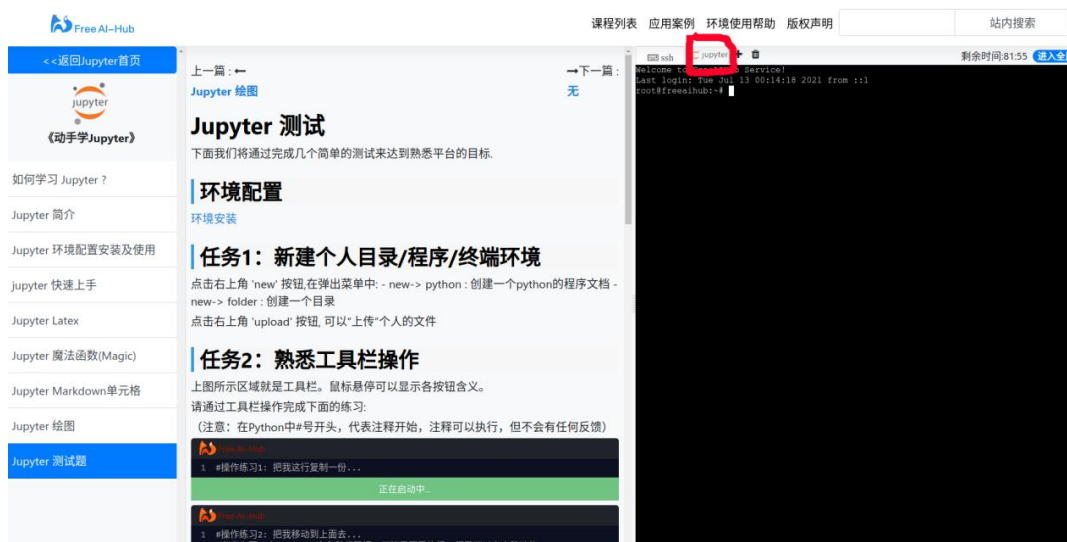 Free AI-Hub
课程列表 应用案例 环境使用帮助 版权声明
站内搜索
<<返回Jupyter首页
jupyter
《动手学Jupyter》
如何学习 Jupyter ?
Jupyter 简介
Jupyter 环境配置安装及使用
jupyter 快速上手
Jupyter Latex
Jupyter 魔法函数(Magic)
Jupyter Markdown单元格
Jupyter 绘图
Jupyter 测试题
上一篇 : ←
→下一篇 :
Jupyter 绘图
无
Jupyter 测试
下面我们将通过完成几个简单的测试来达到熟悉平台的目标.
环境配置
环境安装
任务1：新建个人目录/程序/终端环境
点击右上角 'new' 按钮,在弹出菜单中: - new-> python : 创建一个python的程序文档 -
new-> folder : 创建一个目录
点击右上角 'upload' 按钮, 可以"上传"个人的文件
任务2：熟悉工具栏操作
上图所示区域就是工具栏。鼠标悬停可以显示各按钮含义。
请通过工具栏操作完成下面的练习:
（注意：在Python中#号开头，代表注释开始，注释可以执行，但不会有任何反馈）
Free AI-Hub
1 #操作练习1: 把我这行复制一份...
正在启动中..
Free AI-Hub
1 #操作练习2: 把我移动到上面去...
ssh
jupyter
剩余时间:81:55
进入全
Welcome to
Service!
Last login: Tue Jul 13 00:14:18 2021 from ::1
root@freeaihub:~#